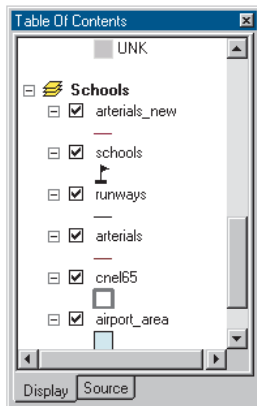 Table Of Contents
UNK
Schools
arterials_new
schools
runways
arterials
cnel65
airport_area
Display Source